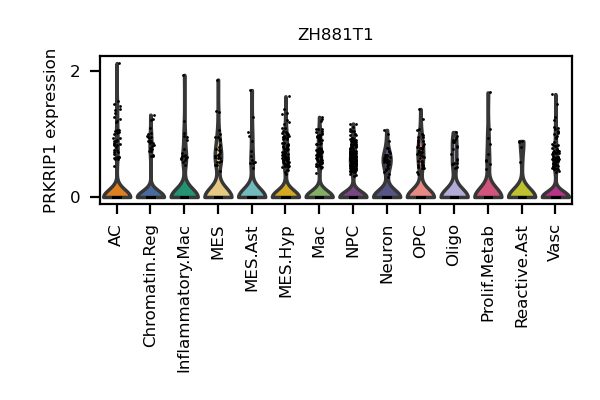 ZH881T1
PRKRIP1 expression
2
0
AC
Chromatin.Reg
Inflammatory.Mac
MES
MES.Ast
MES.Hyp
Mac
NPC
Neuron
OPC
Oligo
Prolif.Metab
Reactive.Ast
Vasc